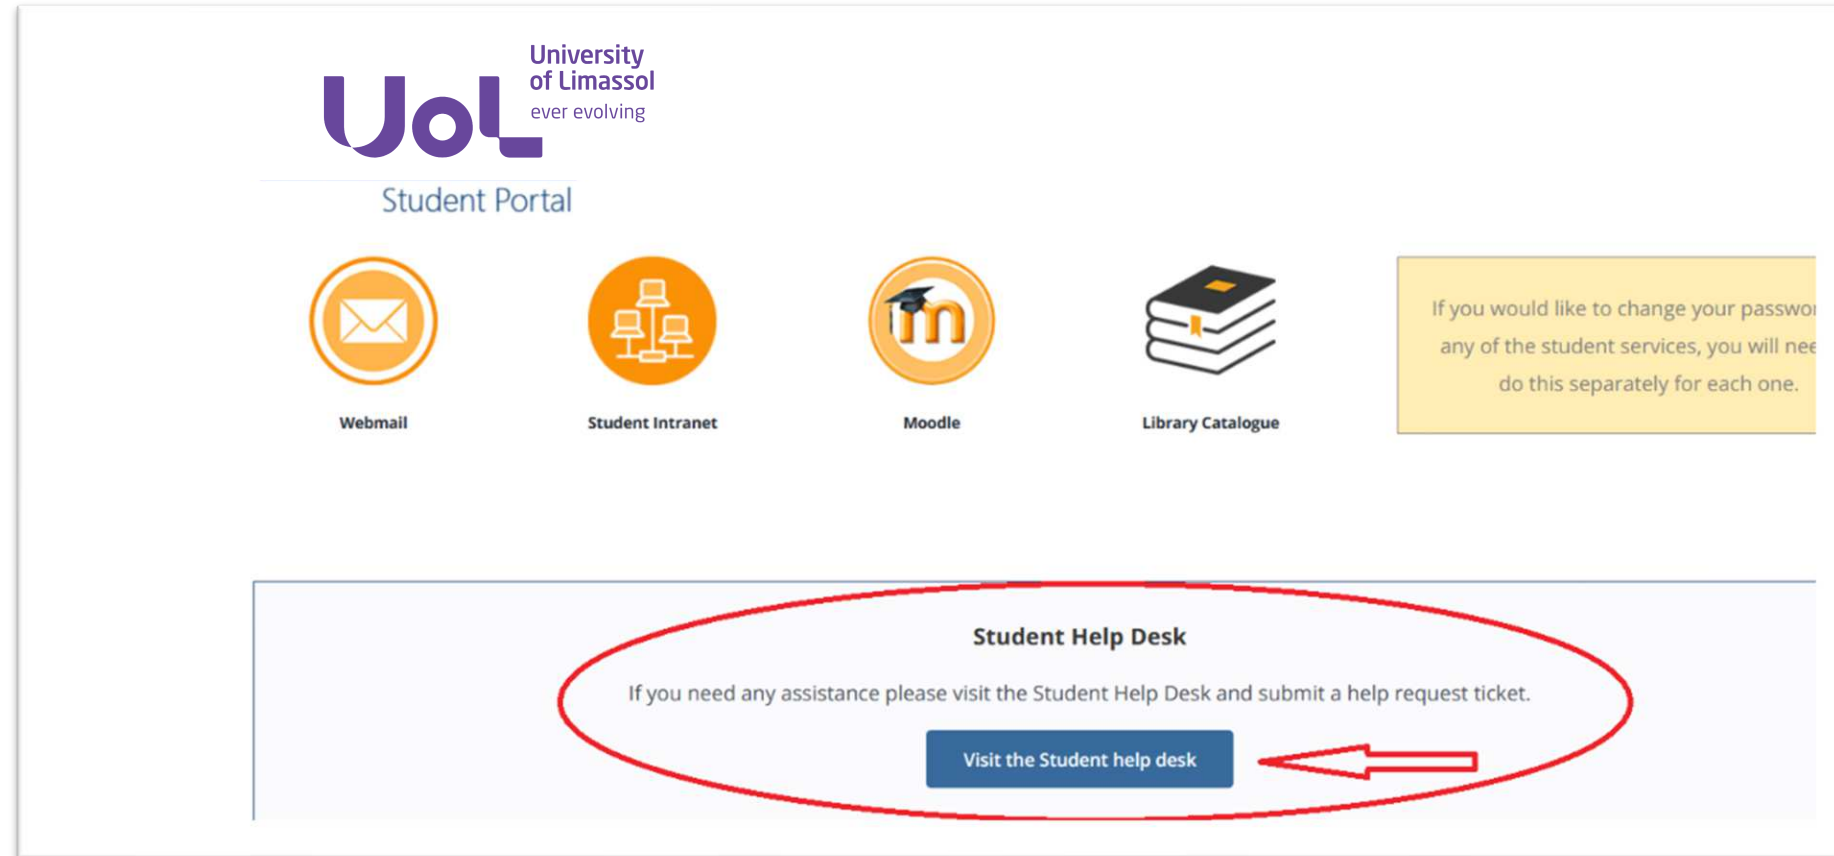 UoL
University
of Limassol
ever evolving
Student Portal
Webmail
Student Intranet
m
Moodle
Library Catalogue
If you would like to change your
any of the student services, you will
do this separately for each one.
Student Help Desk
If you need any assistance please visit the Student Help Desk and submit a help request ticket.
Visit the Student help desk